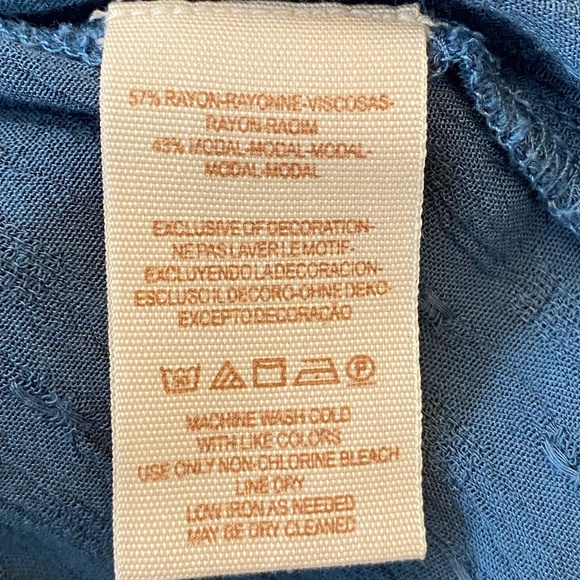 57% RAYON-RAYONNE-VISCOSAS-
RAYON-RAOIM
43% MODAL-MODAL-MODAL-
MODAL-MODAL
EXCLUSIVE OF DECORATION-
NE PAS LAVER LE MOTIF-
EXCLUYENDO LA DECORACION-
ESCLUSO IL DECORO-OHNE DEKO-
EXCEPTO DECORAÇÃO
P
MACHINE WASH COLD
WITH LIKE COLORS
USE ONLY NON-CHLORINE BLEACH
LINE DRY
LOW IRON AS NEEDED
MAY BE DRY CLEANED